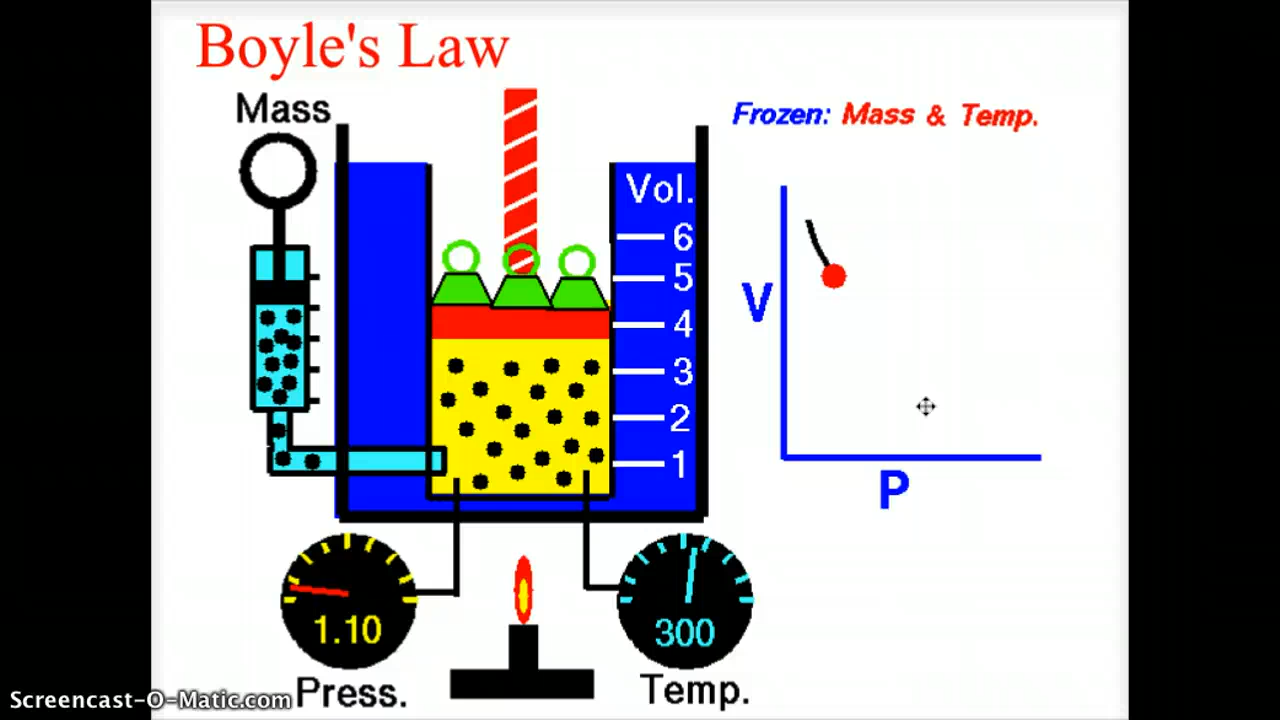 Boyle's Law
Mass
Frozen: Mass & Temp.
Vol.
6
5
4
3
2
1
V
P
1.10
300
Press.
Temp.
Screencast-O-Matic.com